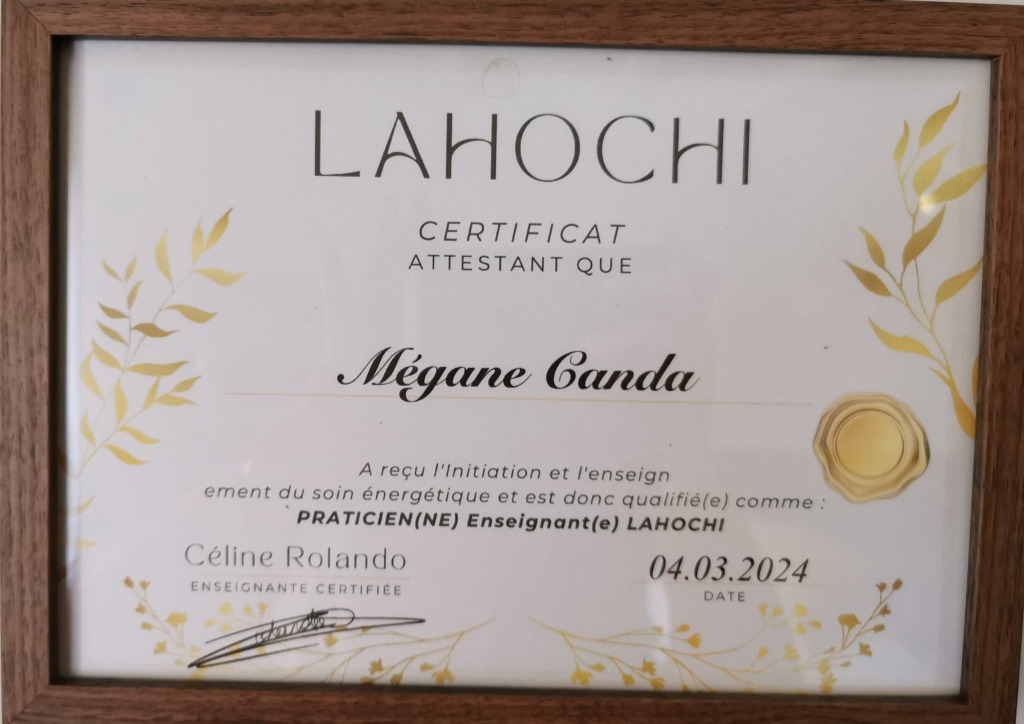 LAHOCHI
CERTIFICAT
ATTESTANT QUE
Mégane Canda
A reçu l'Initiation et l'enseign
ement du soin énergétique et est donc qualifié(e) comme :
PRATICIEN(NE) Enseignant(e) LAHOCHI
Céline Rolando
ENSEIGNANTE CERTIFIÉE
04.03.2024
DATE